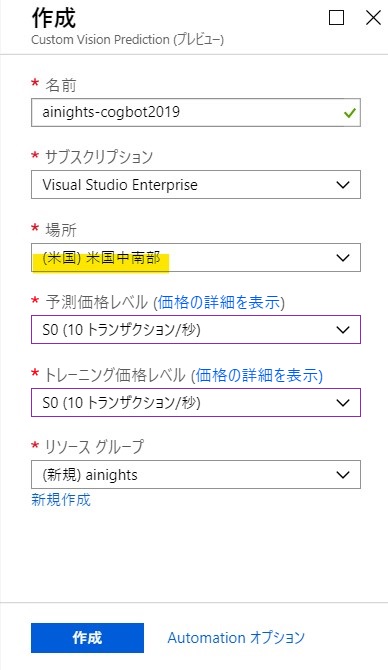 作成
Custom Vision Prediction (プレビュー)
* 名前
ainights-cogbot2019
* サブスクリプション
Visual Studio Enterprise
* 場所
(米国) 米国中南部
* 予測価格レベル (価格の詳細を表示)
S0 (10 トランザクション/秒)
* トレーニング価格レベル (価格の詳細を表示)
S0 (10 トランザクション/秒)
* リソース グループ
(新規) ainights
新規作成
作成 Automation オプション